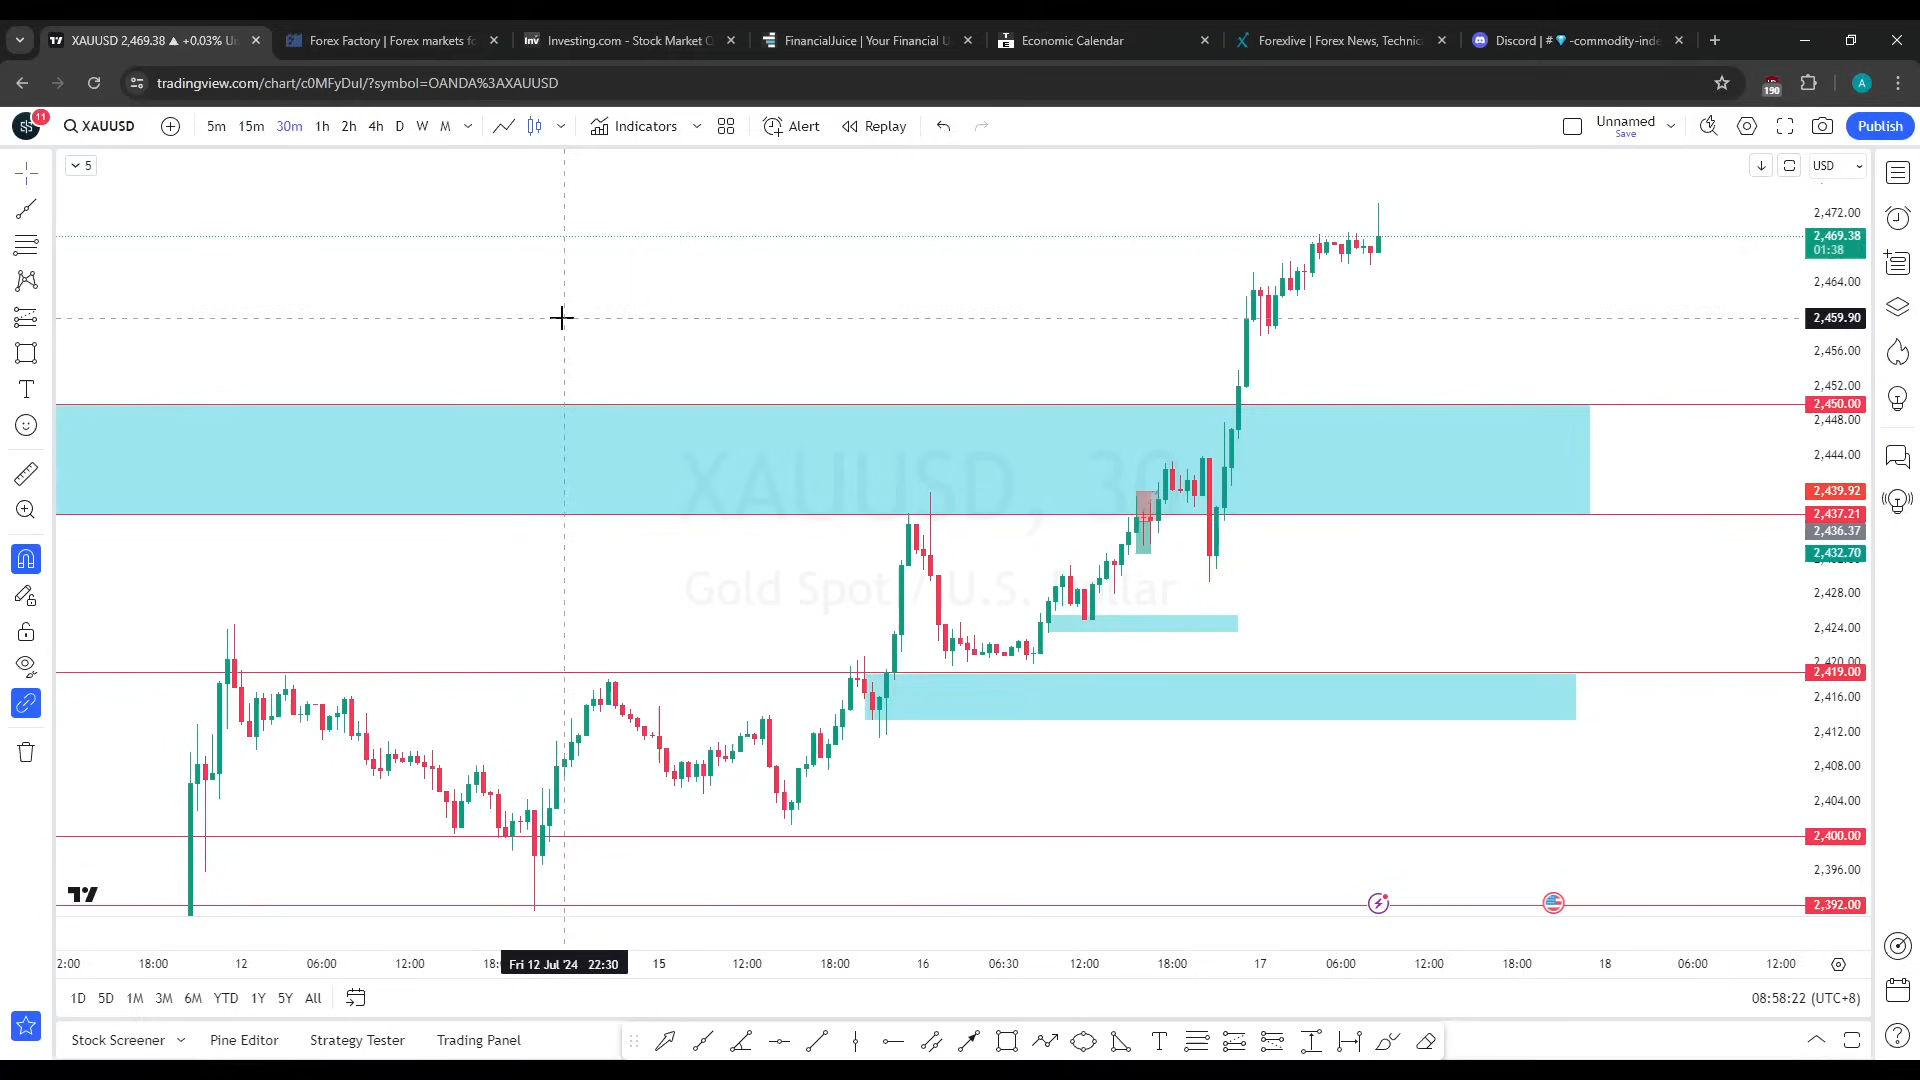 XAUUSD 2,469.38 ▲ +0.03% U
Forex Factory | Forex markets fo
Investing.com - Stock Market Q
FinancialJuice | Your Financial U
Economic Calendar
Forexlive | Forex News, Technic
Discord | # 💎-commodity-inde
tradingview.com/chart/c0MFyDul/?symbol=OANDA%3AXAUUSD
190
A
11
XAUUSD
5m 15m 30m 1h 2h 4h D W M
Indicators
Alert
Replay
Unnamed
Save
Publish
5
USD
2,472.00
2,469.38
01:38
2,464.00
2,459.90
2,456.00
2,452.00
2,450.00
2,448.00
2,444.00
2,439.92
2,437.21
2,436.37
2,432.70
2,428.00
2,424.00
2,420.00
2,419.00
2,416.00
2,412.00
2,408.00
2,404.00
2,400.00
2,396.00
2,392.00
XAUUSD, 30
Gold Spot / U.S. Dollar
2:00 18:00 12 06:00 12:00 18: Fri 12 Jul '24 22:30 15 12:00 18:00 16 06:30 12:00 18:00 17 06:00 12:00 18:00 18 06:00 12:00
1D 5D 1M 3M 6M YTD 1Y 5Y All
08:58:22 (UTC+8)
Stock Screener
Pine Editor
Strategy Tester
Trading Panel